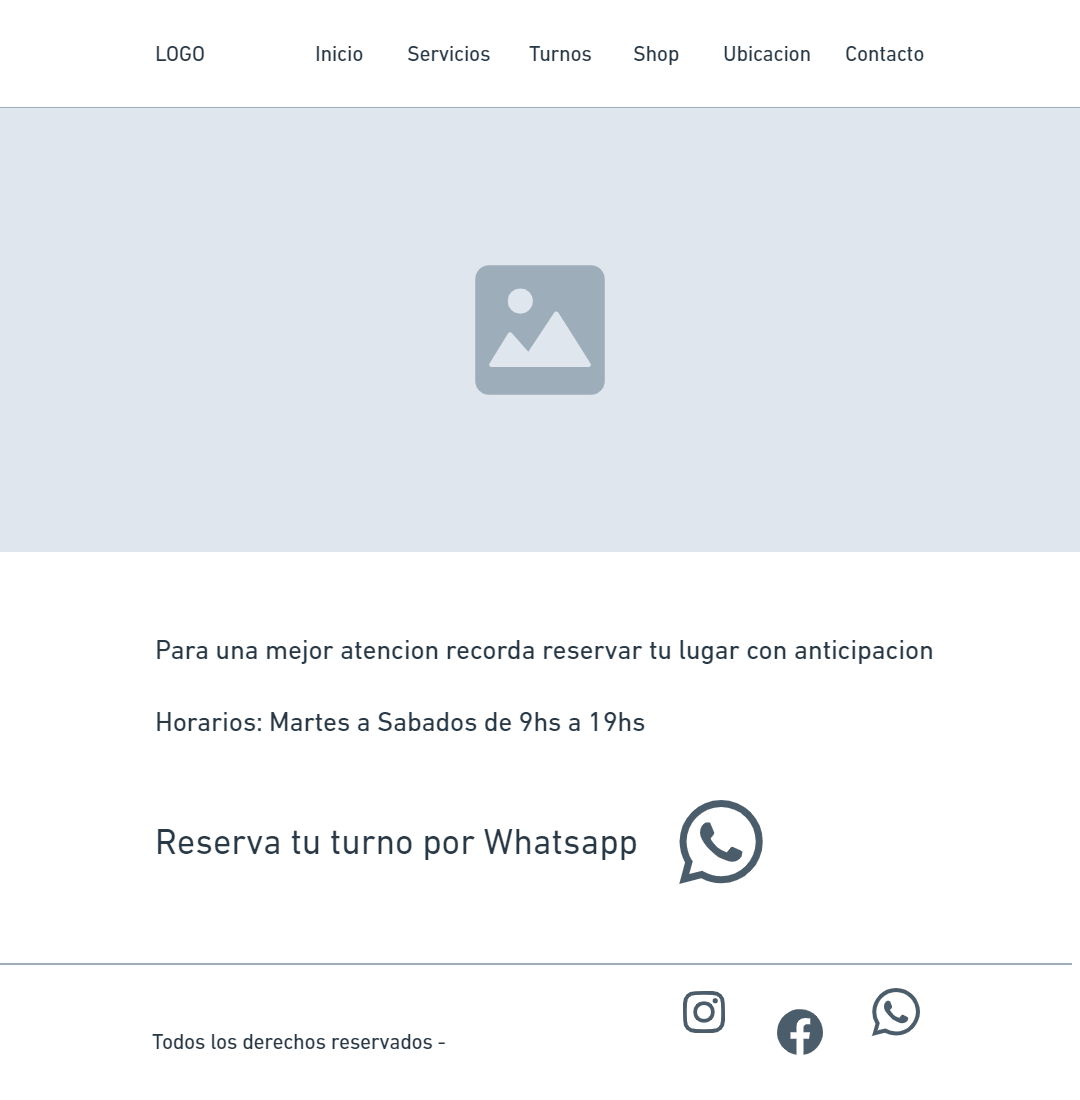 LOGO Inicio Servicios Turnos Shop Ubicacion Contacto
Para una mejor atencion recorda reservar tu lugar con anticipacion
Horarios: Martes a Sabados de 9hs a 19hs
Reserva tu turno por Whatsapp
Todos los derechos reservados -